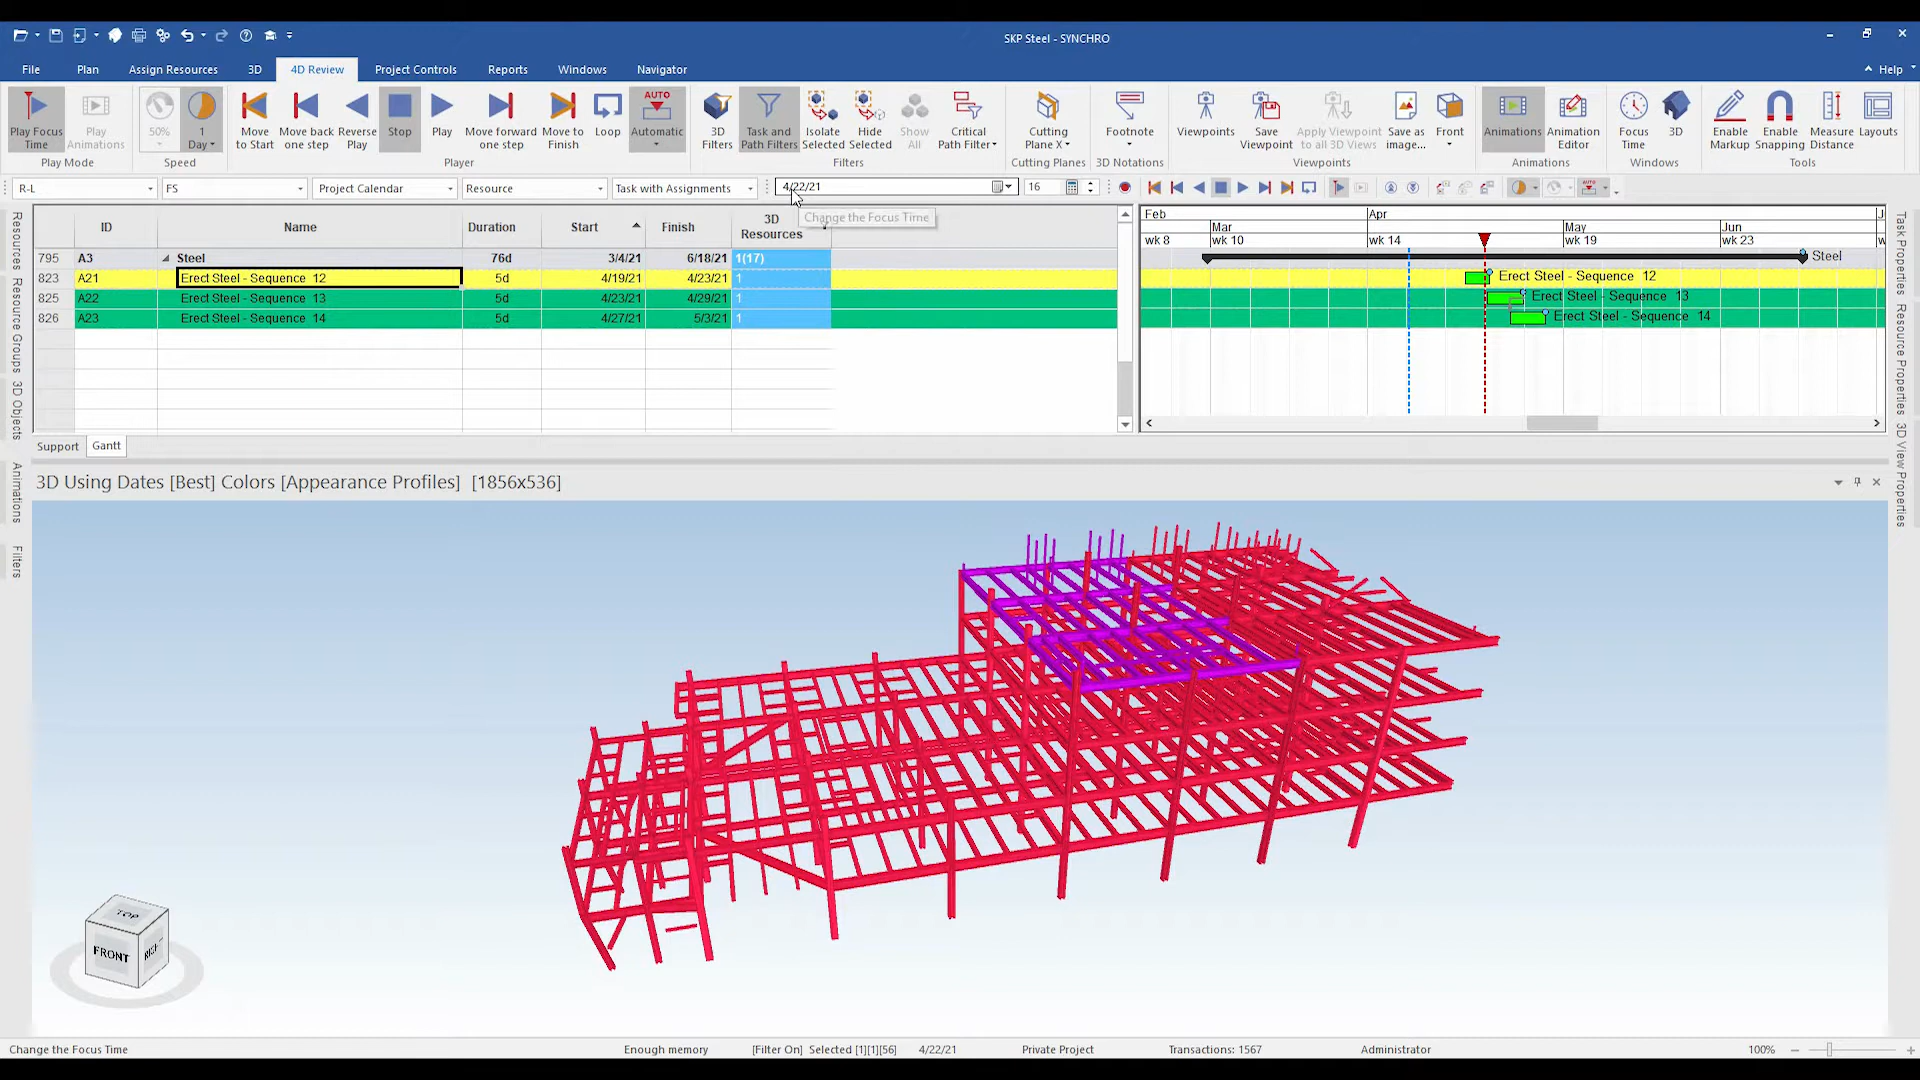 SKP Steel - SYNCHRO
File Plan Assign Resources 3D 4D Review Project Controls Reports Windows Navigator Help
Play Focus Time
Play Animations
Play Mode
50%
1 Day
Speed
Move to Start
Move back one step
Reverse Play
Stop
Play
Move forward one step
Move to Finish
Loop
AUTO
Automatic
Player
3D Filters
Task and Path Filters
Isolate Selected
Hide Selected
Show All
Critical Path Filter
Filters
Cutting Plane X
Cutting Planes
Footnote
3D Notations
Viewpoints
Save Viewpoint
Apply Viewpoint to all 3D Views
Save as image...
Front
Viewpoints
Animations
Animation Editor
Animations
Focus Time
3D
Windows
Enable Markup
Enable Snapping
Measure Distance
Layouts
Tools
R-L FS Project Calendar Resource Task with Assignments 4/22/21 16
Change the Focus Time
ID Name Duration Start Finish 3D Resources
795 A3 Steel 76d 3/4/21 6/18/21 1(17)
823 A21 Erect Steel - Sequence 12 5d 4/19/21 4/23/21 1
825 A22 Erect Steel - Sequence 13 5d 4/23/21 4/29/21 1
826 A23 Erect Steel - Sequence 14 5d 4/27/21 5/3/21 1
Feb Apr
Mar May Jun
wk 8 wk 10 wk 14 wk 19 wk 23
Steel
Erect Steel - Sequence 12
Erect Steel - Sequence 13
Erect Steel - Sequence 14
Resources
Resource Groups
3D Objects
Animations
Filters
Task Properties
Resource Properties
3D View Properties
Support Gantt
3D Using Dates [Best] Colors [Appearance Profiles] [1856x536]
TOP
FRONT
Change the Focus Time Enough memory [Filter On] Selected [1][1][56] 4/22/21 Private Project Transactions: 1567 Administrator 100%